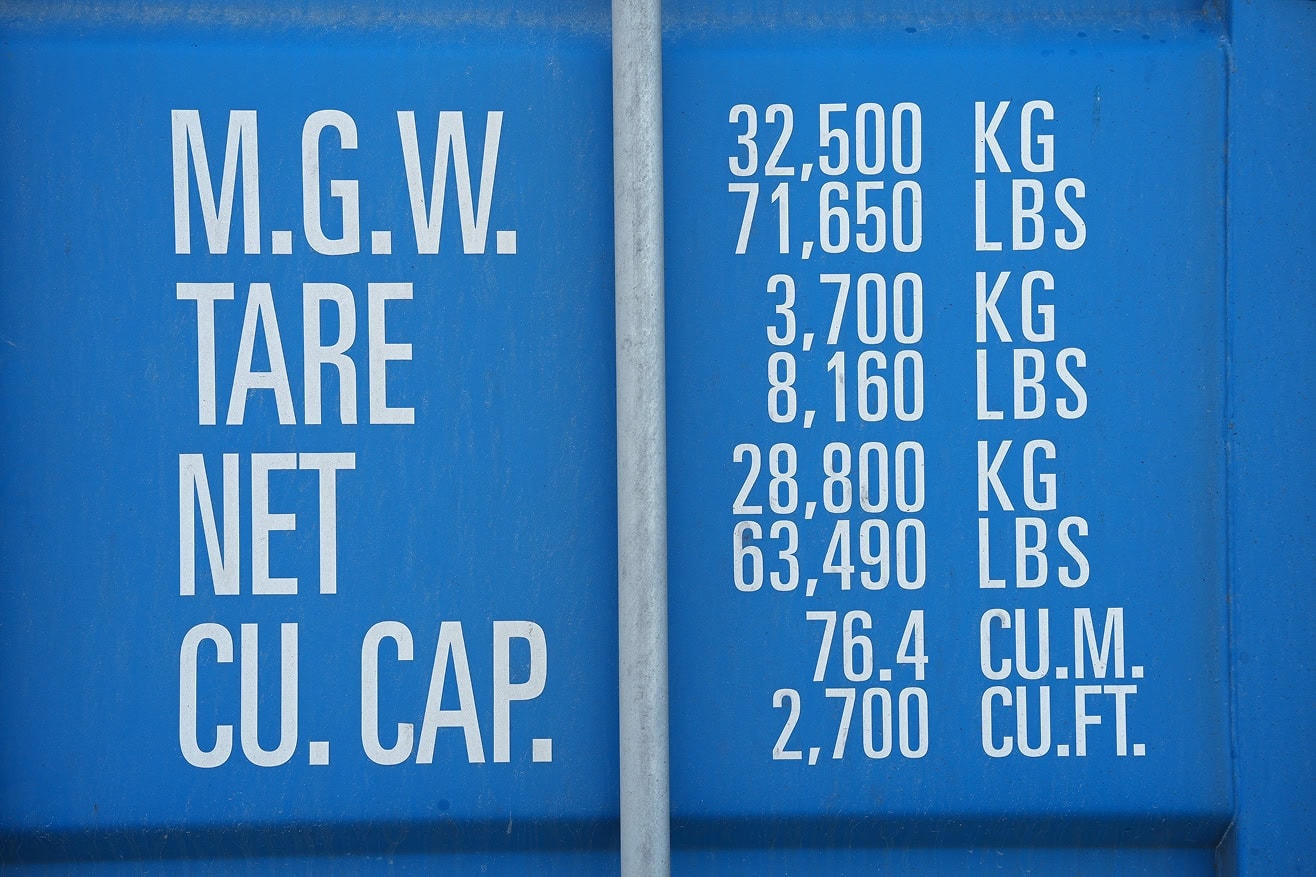 M.G.W. 32,500 KG
71,650 LBS
TARE 3,700 KG
8,160 LBS
NET 28,800 KG
63,490 LBS
CU. CAP. 76.4 CU.M.
2,700 CU.FT.